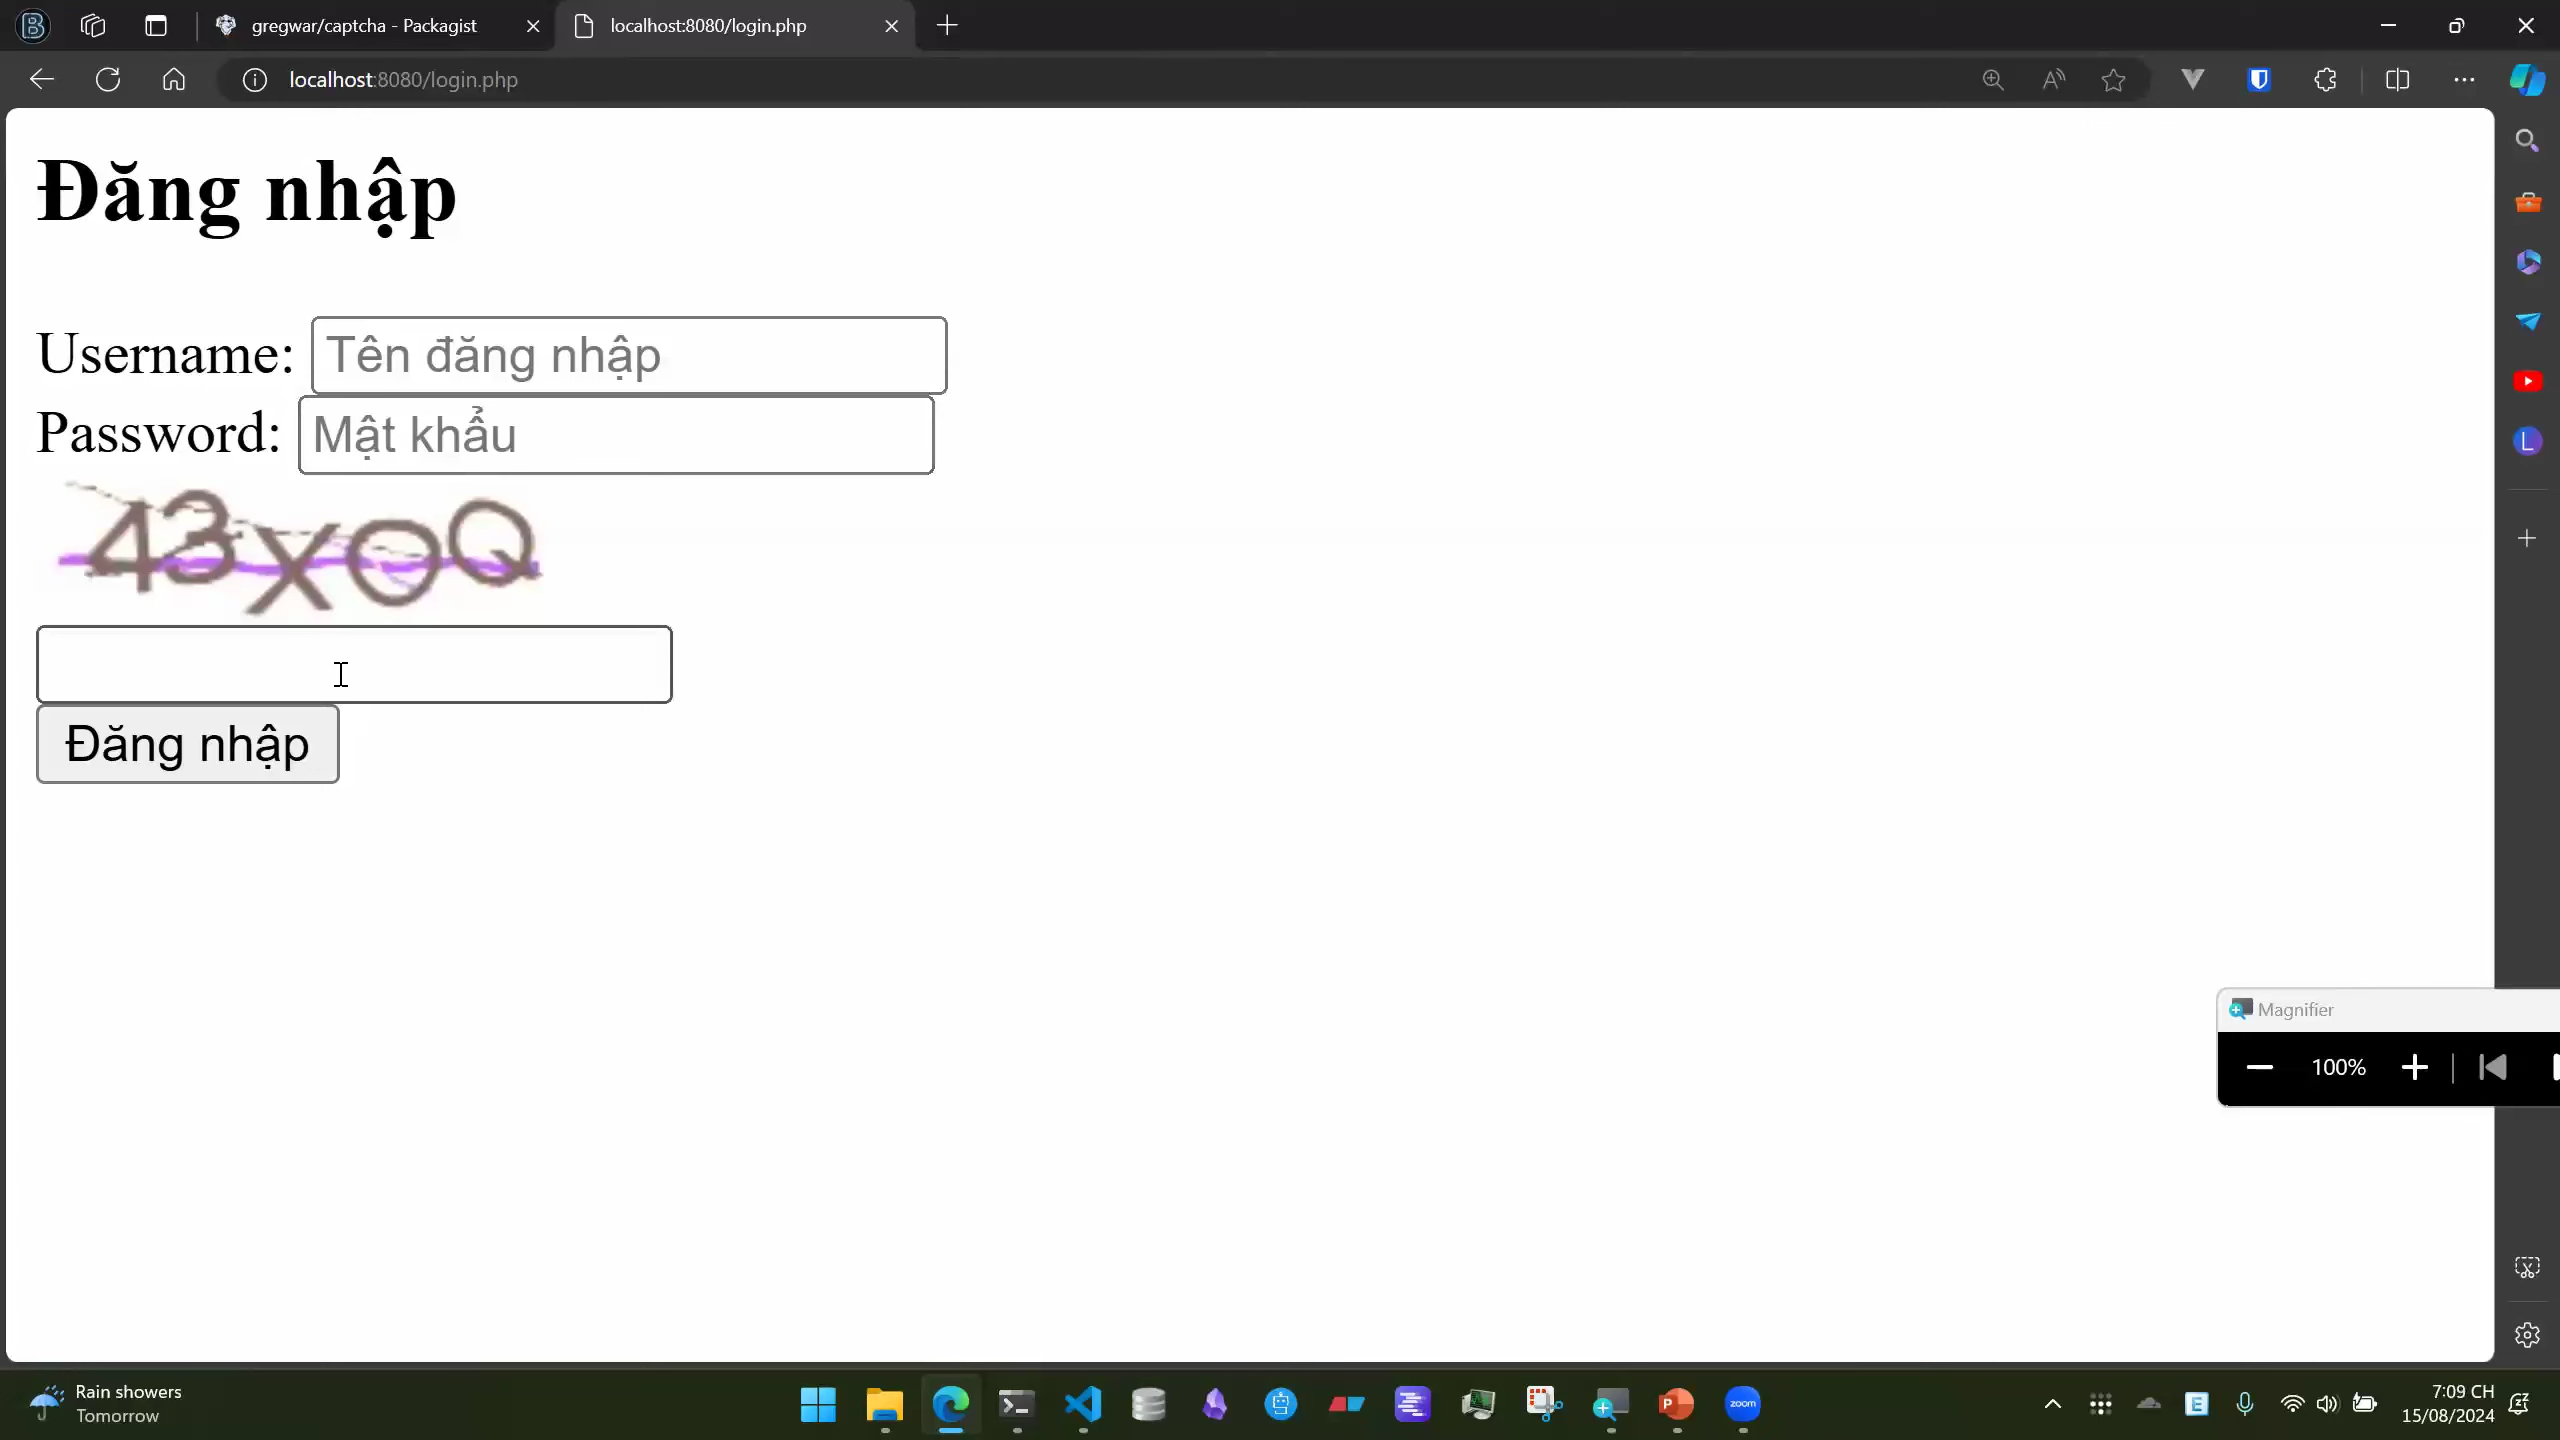 gregwar/captcha - Packagist
localhost:8080/login.php
localhost:8080/login.php
Đăng nhập
Username: Tên đăng nhập
Password: Mật khẩu
Đăng nhập
Magnifier
100%
Rain showers
Tomorrow
zoom
7:09 CH
15/08/2024